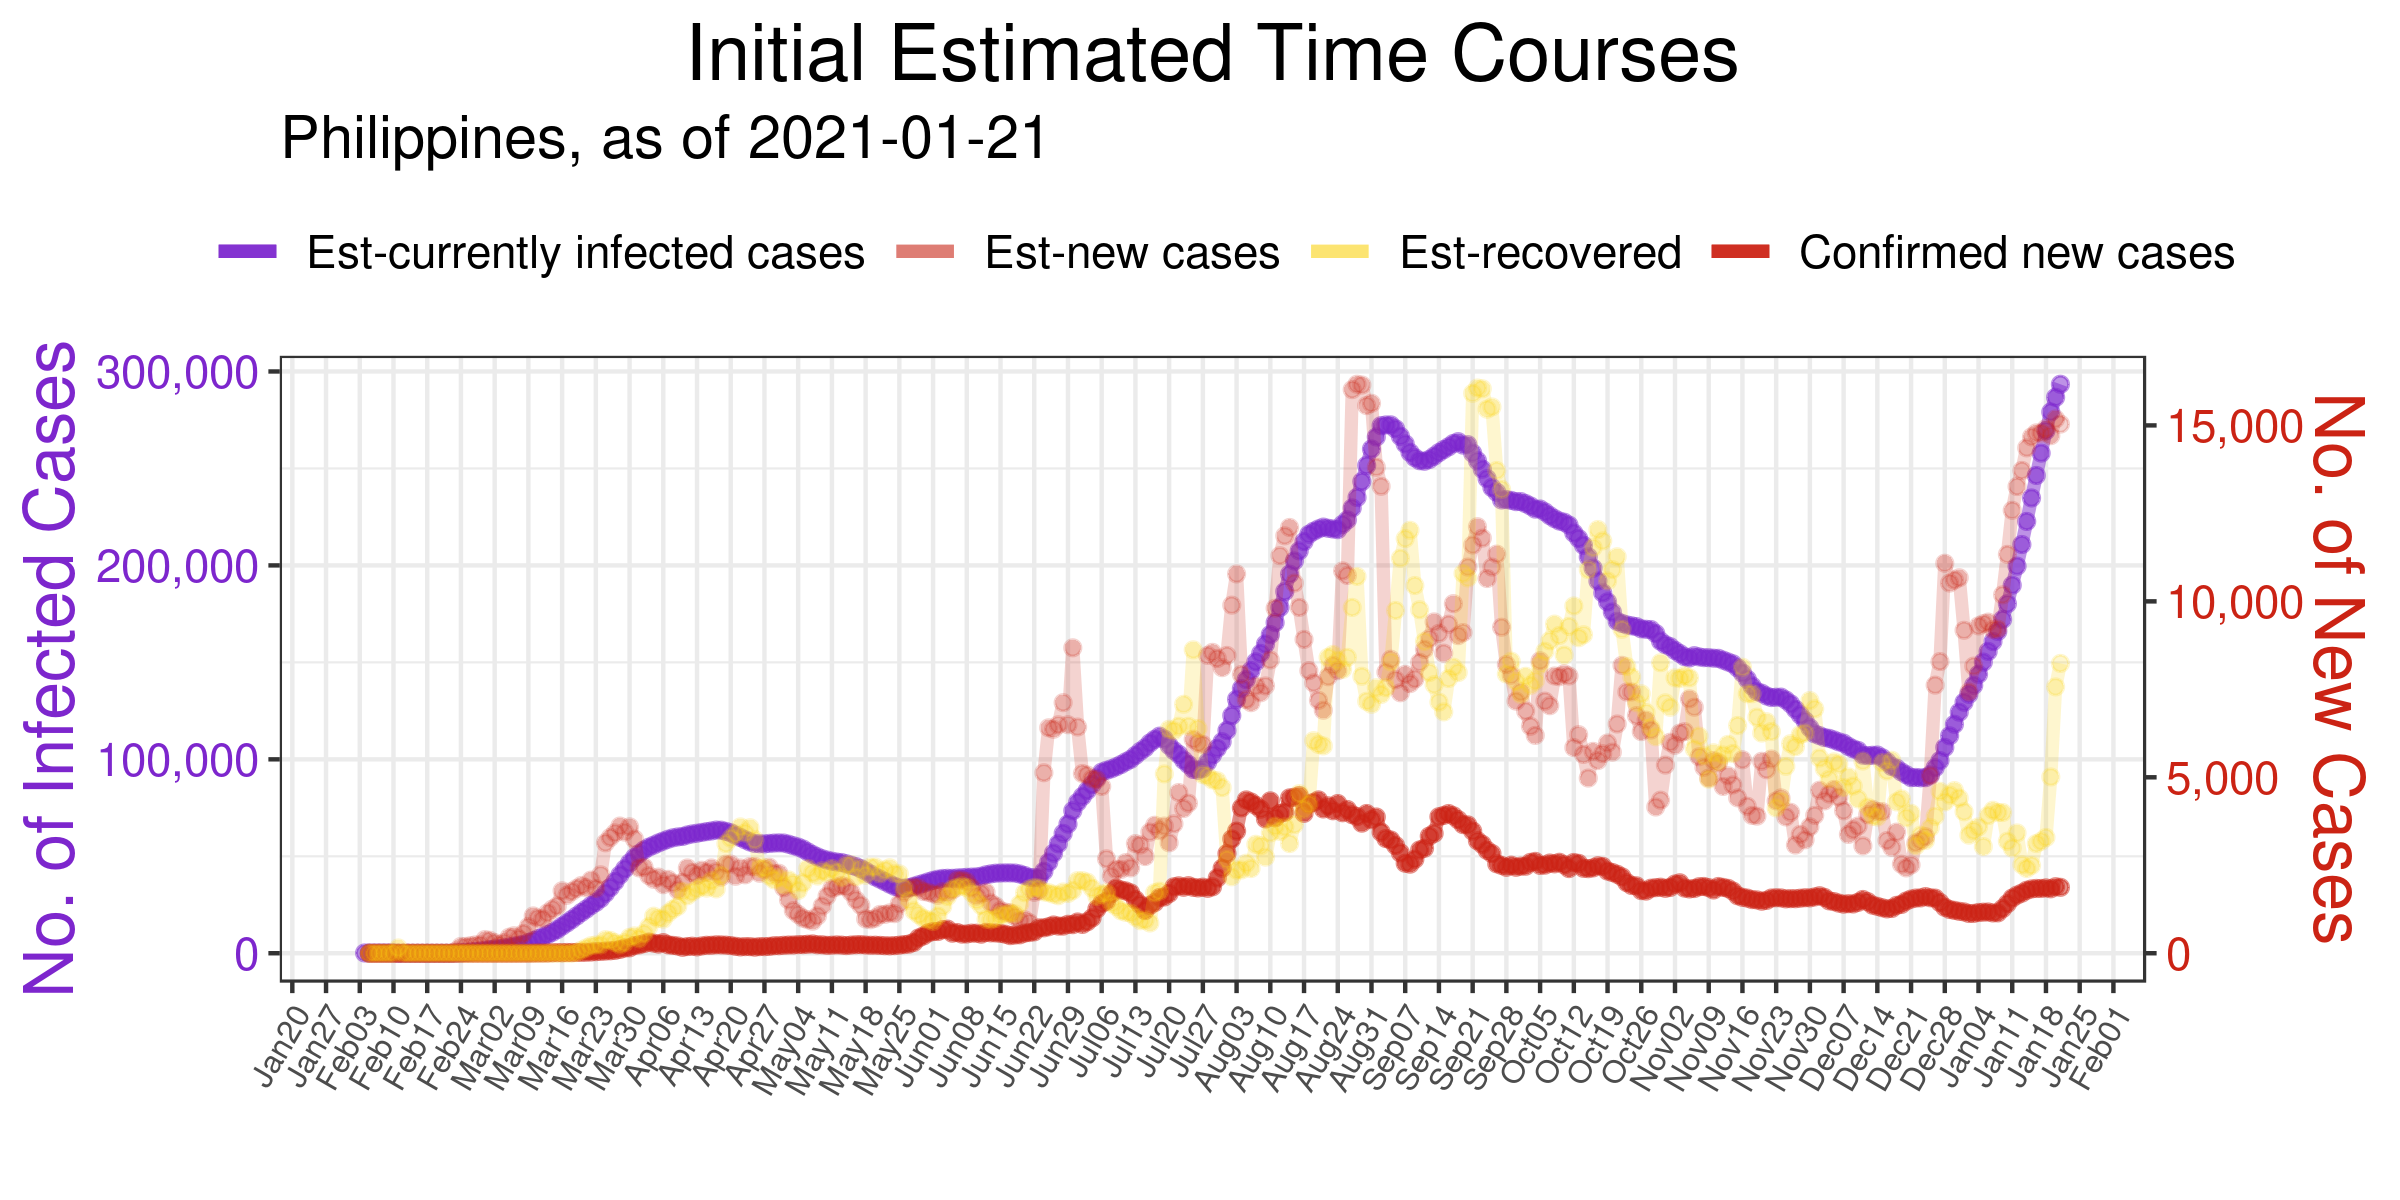 Initial Estimated Time Courses
Philippines, as of 2021-01-21
Est-currently infected cases Est-new cases Est-recovered Confirmed new cases
No. of Infected Cases
300,000
200,000
100,000
0
15,000
10,000
5,000
0
No. of New Cases
Jan20 Jan27 Feb03 Feb10 Feb17 Feb24 Mar02 Mar09 Mar16 Mar23 Mar30 Apr06 Apr13 Apr20 Apr27 May04 May11 May18 May25 Jun01 Jun08 Jun15 Jun22 Jun29 Jul06 Jul13 Jul20 Jul27 Aug03 Aug10 Aug17 Aug24 Aug31 Sep07 Sep14 Sep21 Sep28 Oct05 Oct12 Oct19 Oct26 Nov02 Nov09 Nov16 Nov23 Nov30 Dec07 Dec14 Dec21 Dec28 Jan04 Jan11 Jan18 Jan25 Feb01